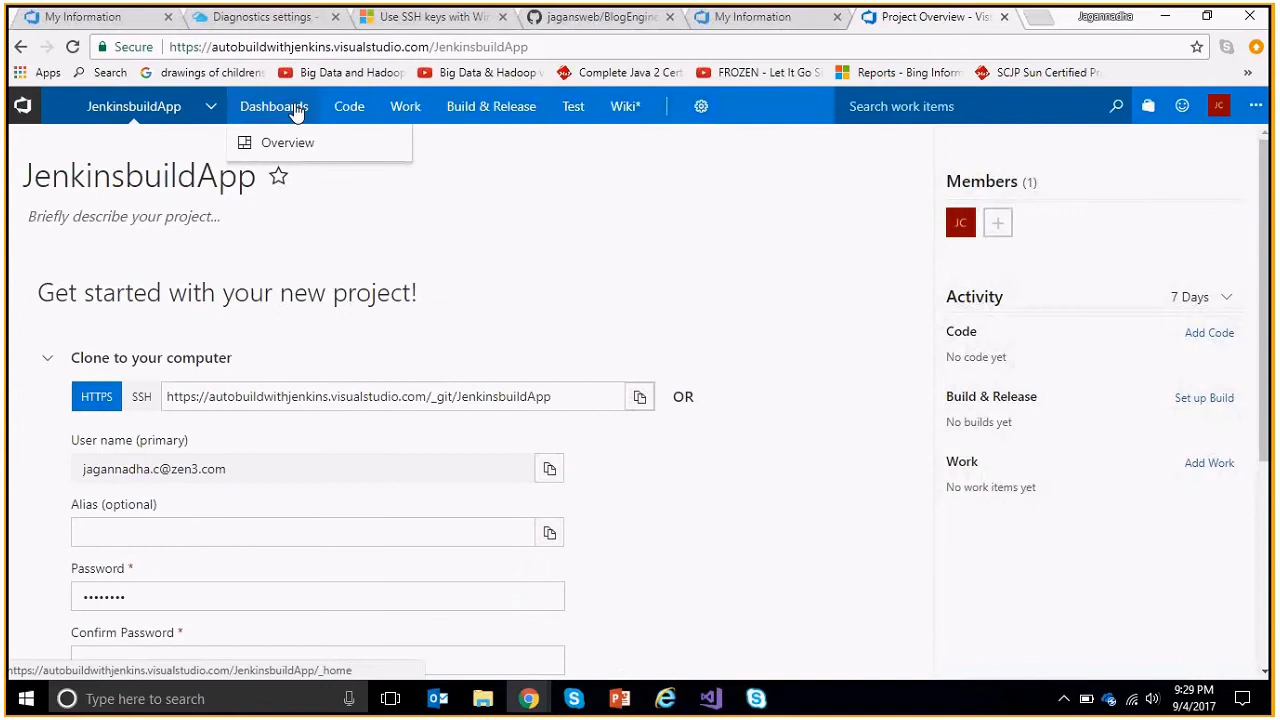 My Information
Diagnostics settings -
Use SSH keys with Win
jagansweb/BlogEngine
My Information
Project Overview - Vis
Jagannadha
Secure
https://autobuildwithjenkins.visualstudio.com/JenkinsbuildApp
Apps
Search
drawings of childrens
Big Data and Hadoop
Big Data & Hadoop
Complete Java 2 Cert
FROZEN - Let It Go Si
Reports - Bing Inform
SCJP Sun Certified Pr
»
JenkinsbuildApp
Dashboards
Code
Work
Build & Release
Test
Wiki*
Search work items
JC
Overview
JenkinsbuildApp
Briefly describe your project...
Members (1)
JC
Get started with your new project!
Activity
7 Days
Code
Add Code
No code yet
Clone to your computer
HTTPS
SSH
https://autobuildwithjenkins.visualstudio.com/_git/JenkinsbuildApp
OR
Build & Release
Set up Build
No builds yet
User name (primary)
jagannadha.c@zen3.com
Work
Add Work
No work items yet
Alias (optional)
Password *
••••••••
Confirm Password *
https://autobuildwithjenkins.visualstudio.com/JenkinsbuildApp/_home
Type here to search
9:29 PM
9/4/2017